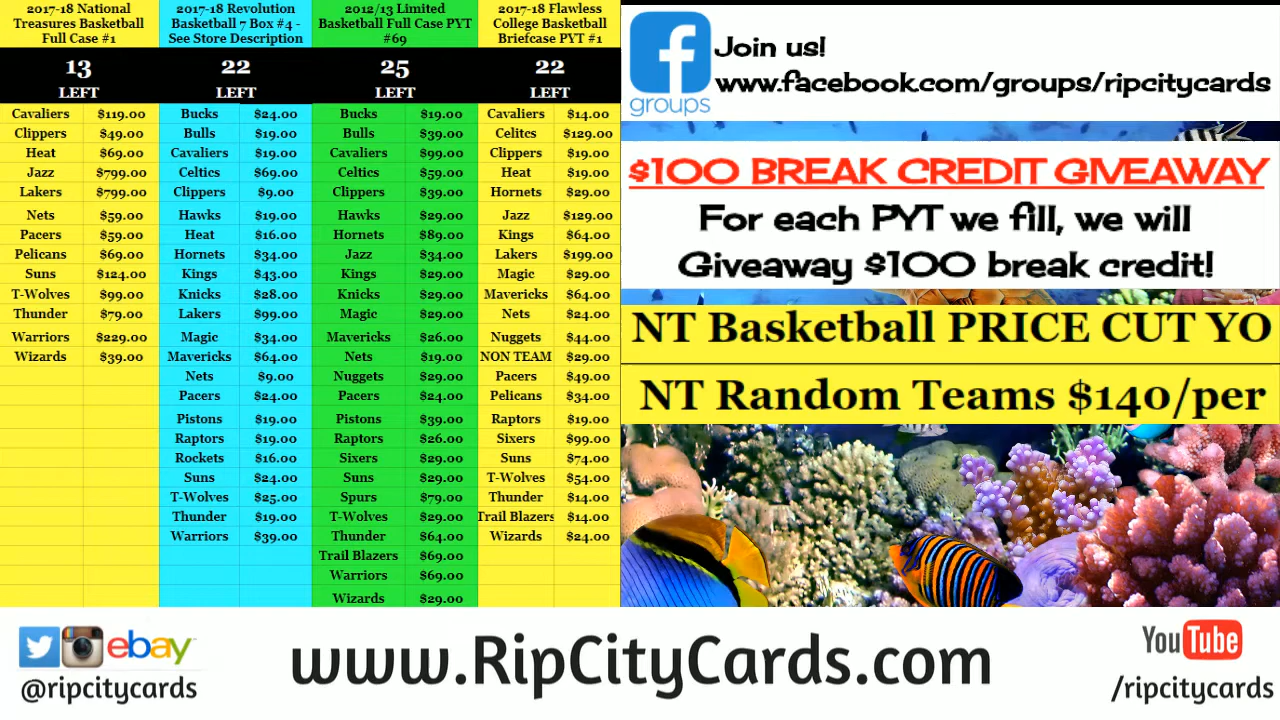 2017-18 National
Treasures Basketball
Full Case #1
13
LEFT
Cavaliers $119.00
Clippers $49.00
Heat $69.00
Jazz $799.00
Lakers $799.00
Nets $59.00
Pacers $59.00
Pelicans $69.00
Suns $124.00
T-Wolves $99.00
Thunder $79.00
Warriors $229.00
Wizards $39.00
2017-18 Revolution
Basketball 7 Box #4 -
See Store Description
22
LEFT
Bucks $24.00
Bulls $19.00
Cavaliers $19.00
Celtics $69.00
Clippers $9.00
Hawks $19.00
Heat $16.00
Hornets $34.00
Kings $43.00
Knicks $28.00
Lakers $99.00
Magic $34.00
Mavericks $64.00
Nets $9.00
Pacers $24.00
Pistons $19.00
Raptors $19.00
Rockets $16.00
Suns $24.00
T-Wolves $25.00
Thunder $19.00
Warriors $39.00
2012/13 Limited
Basketball Full Case PYT
#69
25
LEFT
Bucks $19.00
Bulls $39.00
Cavaliers $99.00
Celtics $59.00
Clippers $39.00
Hawks $29.00
Hornets $89.00
Jazz $34.00
Kings $29.00
Knicks $29.00
Magic $29.00
Mavericks $26.00
Nets $19.00
Nuggets $29.00
Pacers $24.00
Pistons $39.00
Raptors $26.00
Sixers $29.00
Suns $29.00
Spurs $79.00
T-Wolves $29.00
Thunder $64.00
Trail Blazers $69.00
Warriors $69.00
Wizards $29.00
2017-18 Flawless
College Basketball
Briefcase PYT #1
22
LEFT
Cavaliers $14.00
Celitcs $129.00
Clippers $19.00
Heat $19.00
Hornets $29.00
Jazz $129.00
Kings $64.00
Lakers $199.00
Magic $29.00
Mavericks $64.00
Nets $24.00
Nuggets $44.00
NON TEAM $29.00
Pacers $49.00
Pelicans $34.00
Raptors $19.00
Sixers $99.00
Suns $74.00
T-Wolves $54.00
Thunder $14.00
Trail Blazers $14.00
Wizards $24.00
f
groups
Join us!
www.facebook.com/groups/ripcitycards
$100 BREAK CREDIT GIVEAWAY
For each PYT we fill, we will
Giveaway $100 break credit!
NT Basketball PRICE CUT YO
NT Random Teams $140/per
ebay
@ripcitycards
www.RipCityCards.com
YouTube
/ripcitycards